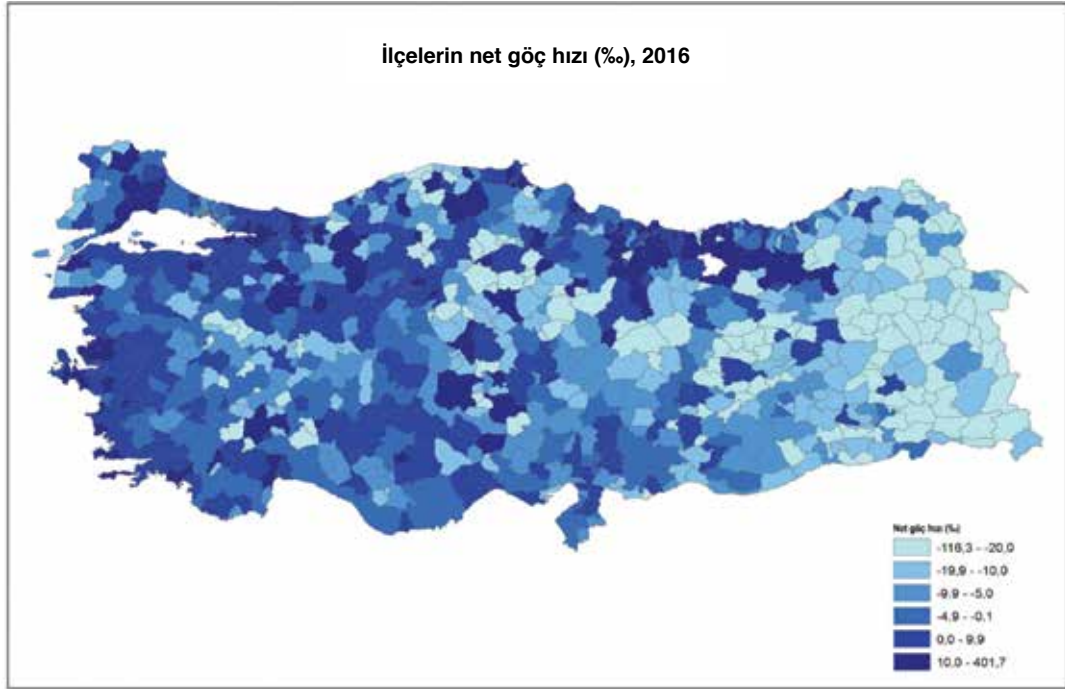 İlçelerin net göç hızı (‰), 2016
Net göç hızı (‰)
-116,3 - -20,0
-19,9 - -10,0
-9,9 - -5,0
-4,9 - -0,1
0,0 - 9,9
10,0 - 401,7